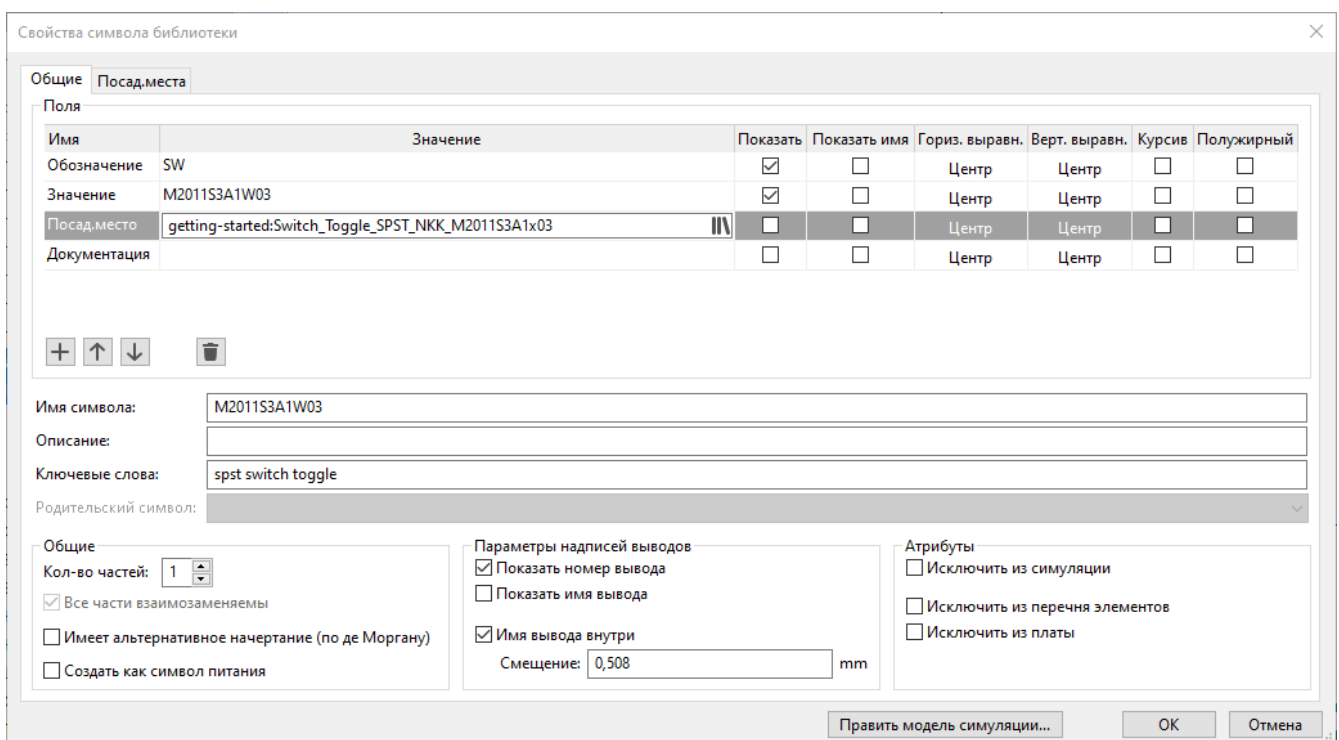 Свойства символа библиотеки
Общие Посад.места
Поля
Имя Значение Показать Показать имя Гориз. выравн. Верт. выравн. Курсив Полужирный
Обозначение SW Центр Центр
Значение M2011S3A1W03 Центр Центр
Посад.место getting-started:Switch_Toggle_SPST_NKK_M2011S3A1x03 Центр Центр
Документация Центр Центр
Имя символа: M2011S3A1W03
Описание:
Ключевые слова: spst switch toggle
Родительский символ:
Общие Параметры надписей выводов Атрибуты
Кол-во частей: 1 Показать номер вывода Исключить из симуляции
Все части взаимозаменяемы Показать имя вывода Исключить из перечня элементов
Имеет альтернативное начертание (по де Моргану) Имя вывода внутри Исключить из платы
Создать как символ питания Смещение: 0,508 mm
Править модель симуляции... OK Отмена